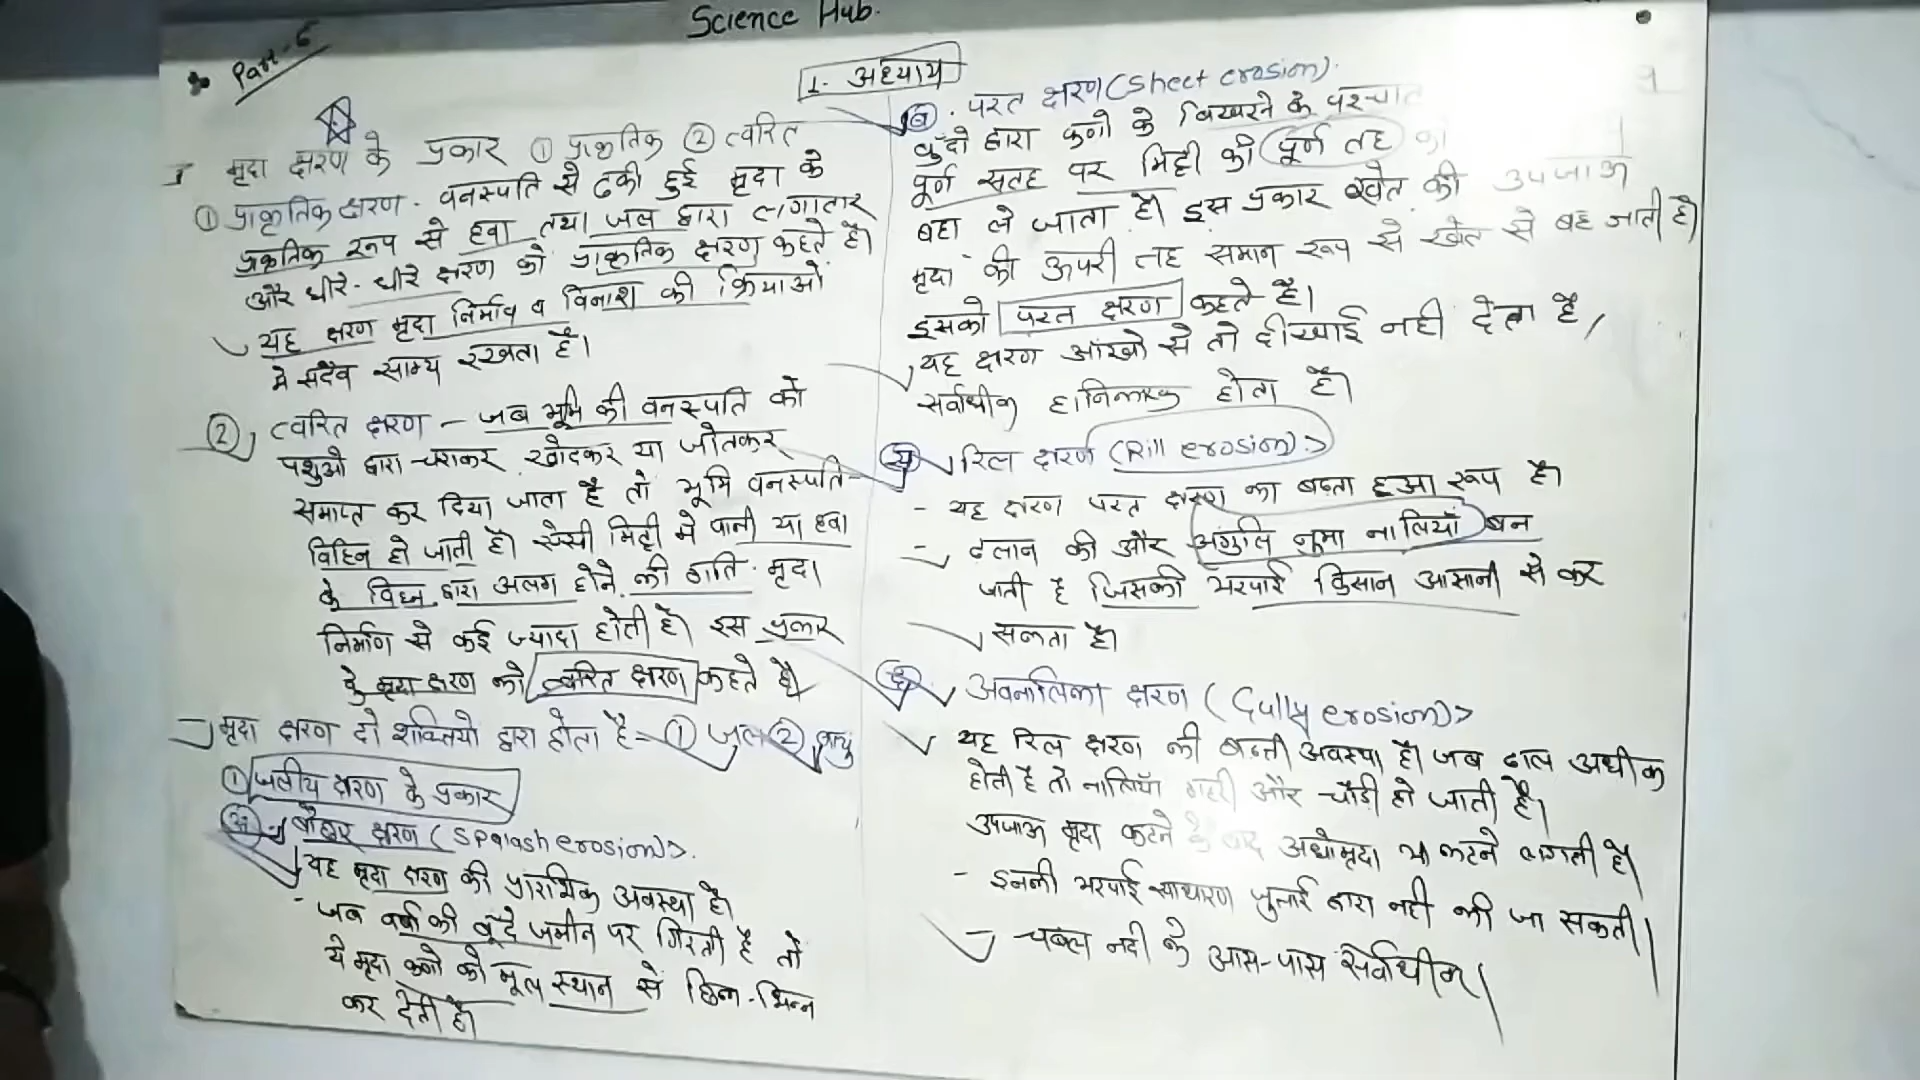 Science Hub.
Part-6
1. अध्याय
मृदा क्षरण के प्रकार ① प्राकृतिक ② त्वरित
① प्राकृतिक क्षरण - वनस्पति से ढकी हुई मृदा के
प्रकृतिक रूप से हवा तथा जल द्वारा लगातार
और धीरे-धीरे क्षरण को प्राकृतिक क्षरण कहते है।
यह क्षरण मृदा निर्माण व विनाश की क्रियाओ
मे सदैव साम्य रखता है।
② त्वरित क्षरण - जब भूमि की वनस्पति को
पशुओ द्वारा चराकर खोदकर या जोतकर
समाप्त कर दिया जाता है तो भूमि वनस्पति
विहिन हो जाती है। ऐसी मिट्टी मे पानी या हवा
के विघ्न द्वारा अलग होने की गति मृदा
निर्माण से कई ज्यादा होती है। इस प्रकार
के मृदा क्षरण को त्वरित क्षरण कहते है।
मृदा क्षरण दो शक्तियो द्वारा होता है - ① जल ② वायु
① जलीय क्षरण के प्रकार
अ बौछार क्षरण (Spalash erosion)>.
यह मृदा क्षरण की प्रारंभिक अवस्था है।
- जब वर्षा की बूंदे जमीन पर गिरती है तो
ये मृदा कणो को मूल स्थान से छिन्न-भिन्न
कर देती है।
ब. परत क्षरण (Sheet erosion).
बुँदो द्वारा कणो के बिखरने के पश्चात
पूर्ण सतह पर मिट्टी की पूर्ण तह को
बहा ले जाता है। इस प्रकार खेत की उपजाऊ
मृदा की ऊपरी तह समान रूप से खेत से बह जाती है।
इसको परत क्षरण कहते है।
यह क्षरण आंखो से तो दीखाई नही देता है,
सर्वाधीक हानिकारक होता है।
स रिल क्षरण (Rill erosion):>
- यह क्षरण परत क्षरण का बढता हुआ रूप है।
- ढलान की और अंगुलि नुमा नालियाँ बन
जाती है जिसकी भरपाई किसान आसानी से कर
सकता है।
द अवनालिका क्षरण (Gully erosion)>
यह रिल क्षरण की बढती अवस्था है। जब ढाल अधीक
होती है तो नालियाँ गहरी और चौडी हो जाती है।
उपजाऊ मृदा कटने के बाद अधोमृदा भी कटने लगती है।
- इनकी भरपाई साधारण जुताई द्वारा नही की जा सकती।
- चम्बल नदी के आस-पास सर्वाधीक।